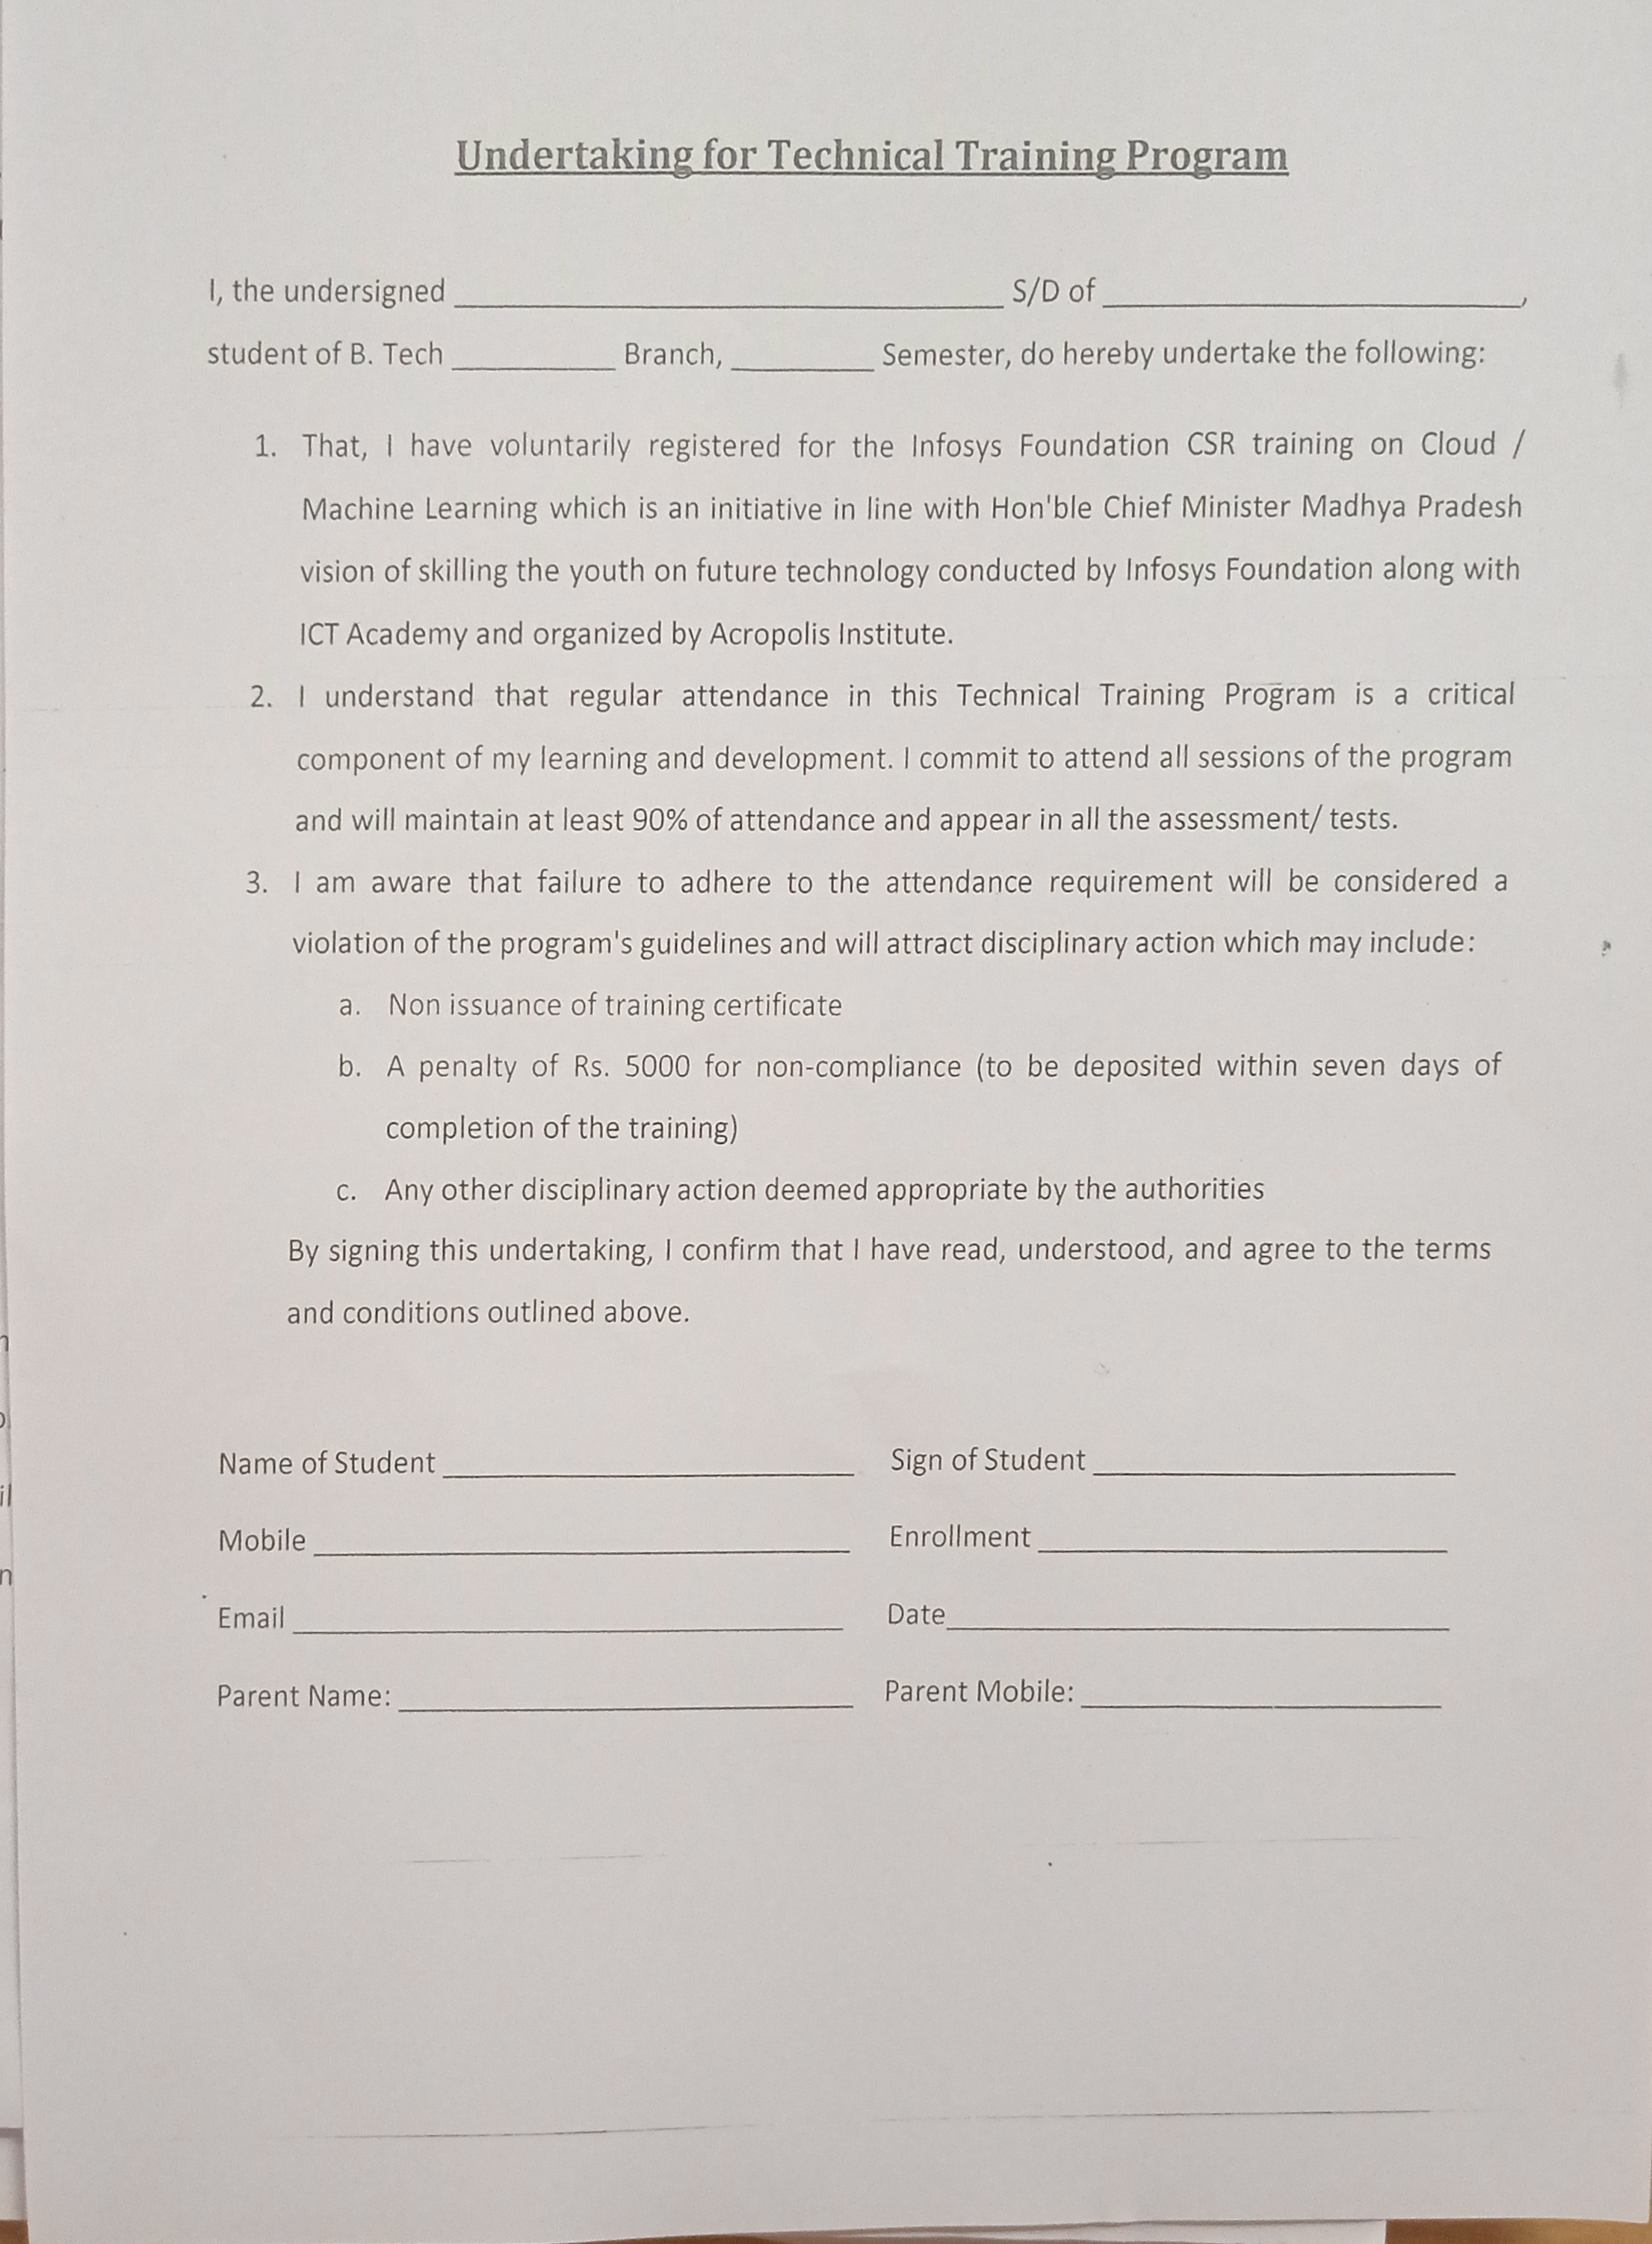 Undertaking for Technical Training Program
I, the undersigned ______________________ S/D of ______________________,
student of B. Tech __________ Branch, _________ Semester, do hereby undertake the following:
1. That, I have voluntarily registered for the Infosys Foundation CSR training on Cloud /
Machine Learning which is an initiative in line with Hon'ble Chief Minister Madhya Pradesh
vision of skilling the youth on future technology conducted by Infosys Foundation along with
ICT Academy and organized by Acropolis Institute.
2. I understand that regular attendance in this Technical Training Program is a critical
component of my learning and development. I commit to attend all sessions of the program
and will maintain at least 90% of attendance and appear in all the assessment/ tests.
3. I am aware that failure to adhere to the attendance requirement will be considered a
violation of the program's guidelines and will attract disciplinary action which may include:
a. Non issuance of training certificate
b. A penalty of Rs. 5000 for non-compliance (to be deposited within seven days of
completion of the training)
c. Any other disciplinary action deemed appropriate by the authorities
By signing this undertaking, I confirm that I have read, understood, and agree to the terms
and conditions outlined above.
Name of Student ______________________ Sign of Student ______________________
Mobile ______________________ Enrollment ______________________
Email ______________________ Date______________________
Parent Name: ______________________ Parent Mobile: ______________________